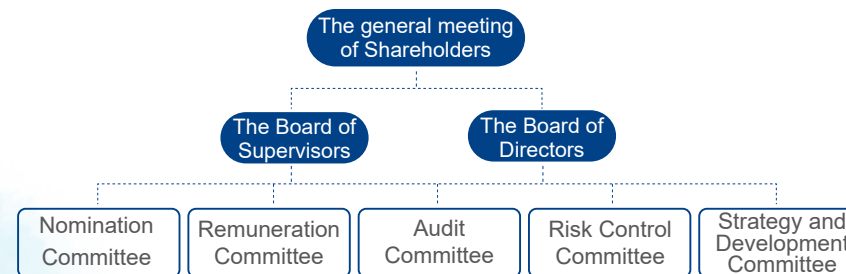 The general meeting
of Shareholders
The Board of
Supervisors
The Board of
Directors
Nomination
Committee
Remuneration
Committee
Audit
Committee
Risk Control
Committee
Strategy and
Development
Committee